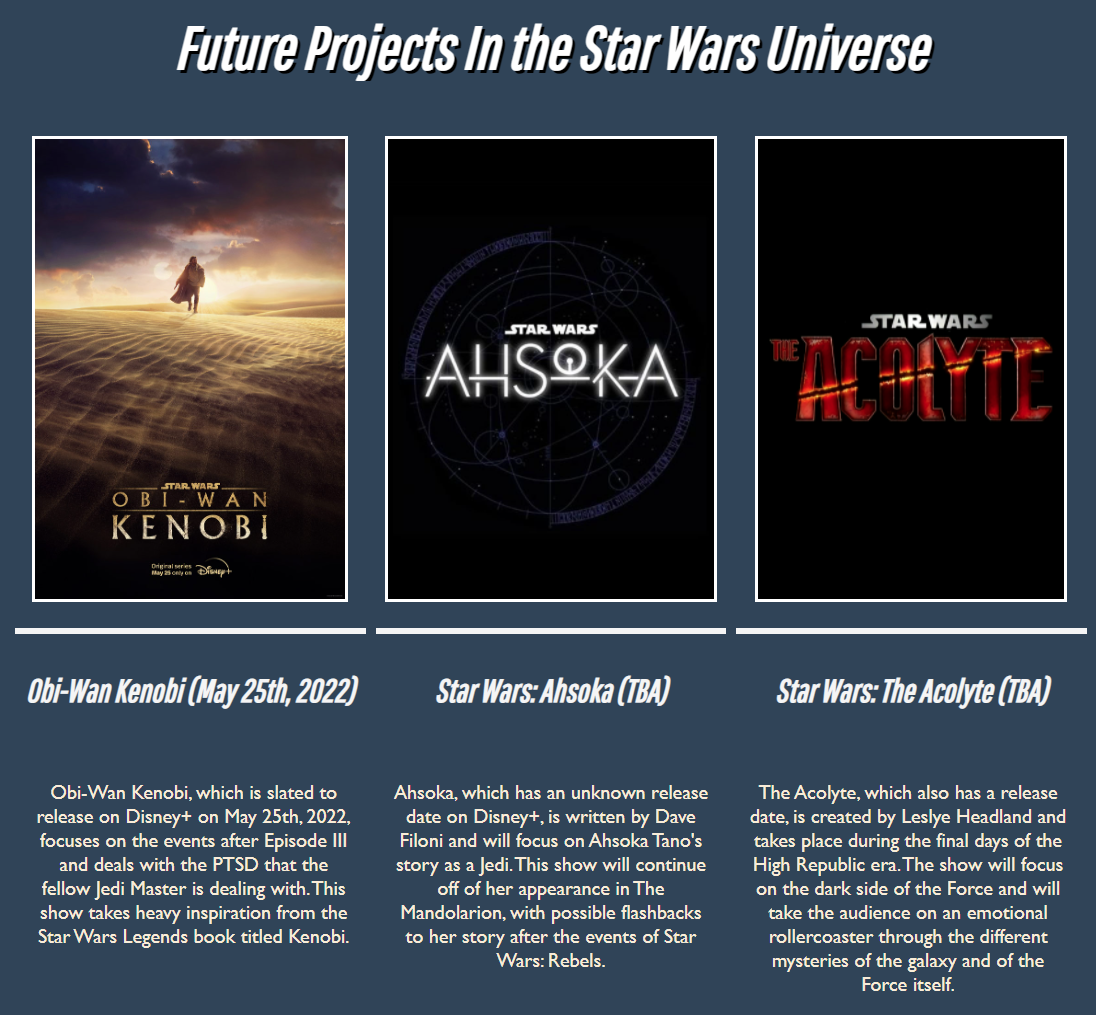 Future Projects In the Star Wars Universe
STAR WARS
OBI-WAN
KENOBI
Original series
May 25 only on Disney+
STAR WARS
AHSOKA
STAR WARS
THE ACOLYTE
Obi-Wan Kenobi (May 25th, 2022)
Obi-Wan Kenobi, which is slated to
release on Disney+ on May 25th, 2022,
focuses on the events after Episode III
and deals with the PTSD that the
fellow Jedi Master is dealing with. This
show takes heavy inspiration from the
Star Wars Legends book titled Kenobi.
Star Wars: Ahsoka (TBA)
Ahsoka, which has an unknown release
date on Disney+, is written by Dave
Filoni and will focus on Ahsoka Tano's
story as a Jedi. This show will continue
off of her appearance in The
Mandolarion, with possible flashbacks
to her story after the events of Star
Wars: Rebels.
Star Wars: The Acolyte (TBA)
The Acolyte, which also has a release
date, is created by Leslye Headland and
takes place during the final days of the
High Republic era. The show will focus
on the dark side of the Force and will
take the audience on an emotional
rollercoaster through the different
mysteries of the galaxy and of the
Force itself.